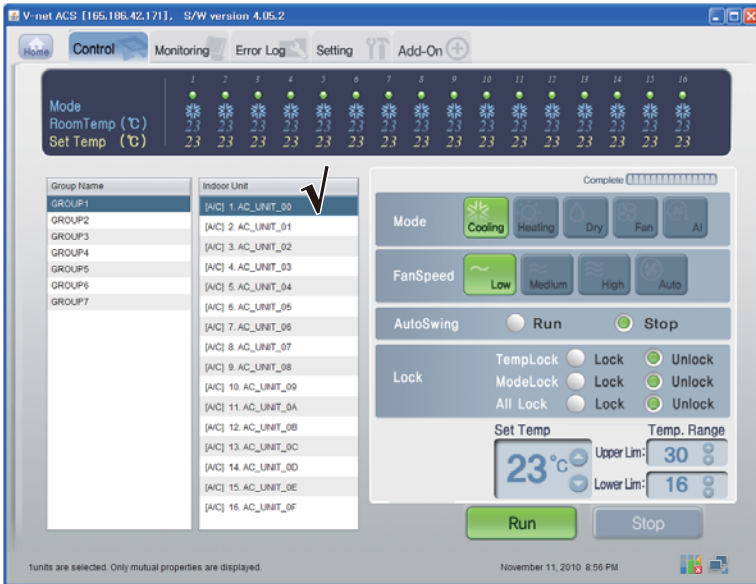 V-net ACS [165.186.42.171],   S/W version 4.05.2
Home Control Monitoring Error Log Setting Add-On
1 2 3 4 5 6 7 8 9 10 11 12 13 14 15 16
Mode
RoomTemp (℃) 23 23 23 23 23 23 23 23 23 23 23 23 23 23 23 23
Set Temp (℃) 23 23 23 23 23 23 23 23 23 23 23 23 23 23 23 23
Group Name
GROUP1
GROUP2
GROUP3
GROUP4
GROUP5
GROUP6
GROUP7
Indoor Unit
[A/C] 1. AC_UNIT_00
[A/C] 2. AC_UNIT_01
[A/C] 3. AC_UNIT_02
[A/C] 4. AC_UNIT_03
[A/C] 5. AC_UNIT_04
[A/C] 6. AC_UNIT_05
[A/C] 7. AC_UNIT_06
[A/C] 8. AC_UNIT_07
[A/C] 9. AC_UNIT_08
[A/C] 10. AC_UNIT_09
[A/C] 11. AC_UNIT_0A
[A/C] 12. AC_UNIT_0B
[A/C] 13. AC_UNIT_0C
[A/C] 14. AC_UNIT_0D
[A/C] 15. AC_UNIT_0E
[A/C] 16. AC_UNIT_0F
Complete
Mode Cooling Heating Dry Fan AI
FanSpeed Low Medium High Auto
AutoSwing Run Stop
Lock
TempLock Lock Unlock
ModeLock Lock Unlock
All Lock Lock Unlock
Set Temp
23 °C
Temp. Range
Upper Lim: 30
Lower Lim: 16
Run Stop
1units are selected. Only mutual properties are displayed.
November 11, 2010  8:56 PM